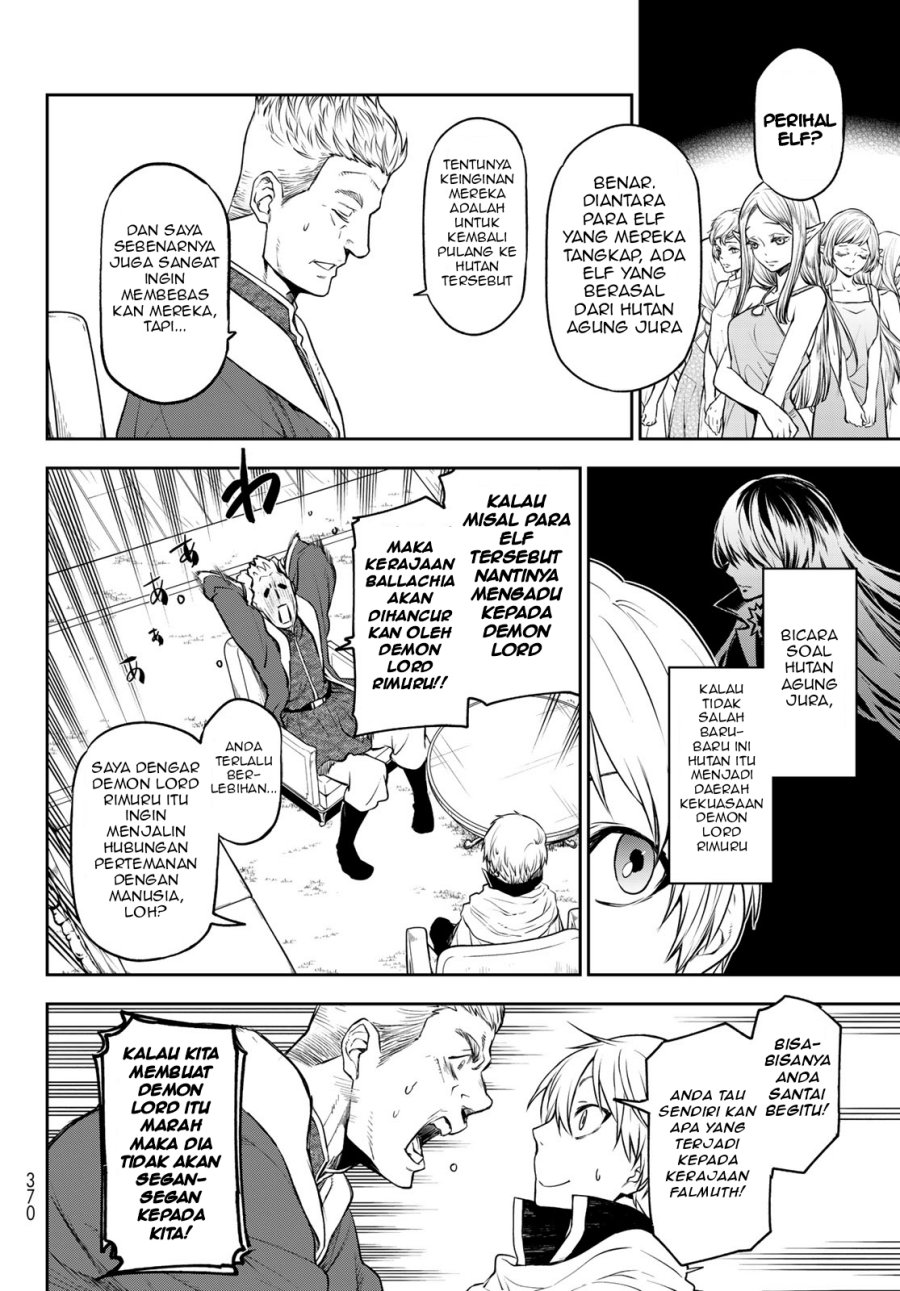 PERIHAL
ELF?
BENAR.
DIANTARA
PARA ELF
YANG MEREKA
TANGKAP, ADA
ELF YANG
BERASAL
DARI HUTAN
AGUNG JURA
TENTUNYA
KEINGINAN
MEREKA
ADALAH
UNTUK
KEMBALI
PULANG KE
HUTAN
TERSEBUT
DAN SAYA
SEBENARNYA
JUGA SANGAT
INGIN
MEMBEBAS
KAN MEREKA,
TAPI...
BICARA
SOAL
HUTAN
AGUNG
JURA,
KALAU
TIDAK
SALAH
BARU-
BARU INI
HUTAN ITU
MENJADI
DAERAH
KEKUASAAN
DEMON
LORD
RIMURU
KALAU
MISAL PARA
ELF
TERSEBUT
NANTINYA
MENGADU
KEPADA
DEMON
LORD
MAKA
KERAJAAN
BALLACHIA
AKAN
DIHANCUR
KAN OLEH
DEMON
LORD
RIMURU!!
わ
ああぁ
ANDA
TERLALU
BER-
LEBIHAN...
SAYA DENGAR
DEMON LORD
RIMURU ITU
INGIN
MENJALIN
HUBUNGAN
PERTEMANAN
DENGAN
MANUSIA,
LOH?
BISA-
BISANYA
ANDA
SANTAI
BEGITU!
ANDA TAU
SENDIRI KAN
APA YANG
TERJADI
KEPADA
KERAJAAN
FALMUTH!
KALAU KITA
MEMBUAT
DEMON
LORD ITU
MARAH
MAKA DIA
TIDAK AKAN
SEGAN-
SEGAN
KEPADA
KITA!
370